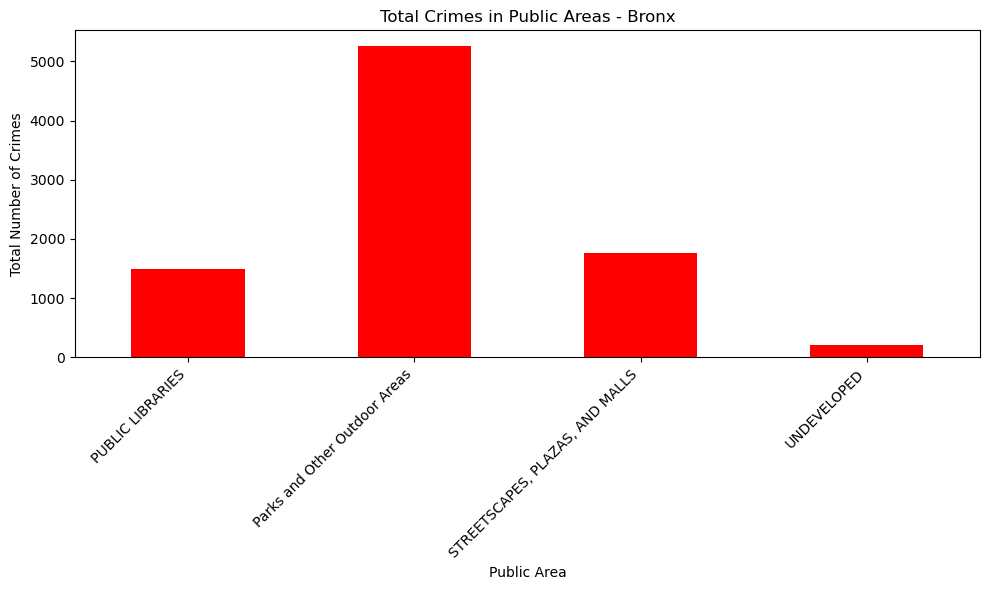 Total Crimes in Public Areas - Bronx
Total Number of Crimes
5000
4000
3000
2000
1000
0
PUBLIC LIBRARIES
Parks and Other Outdoor Areas
STREETSCAPES, PLAZAS, AND MALLS
UNDEVELOPED
Public Area